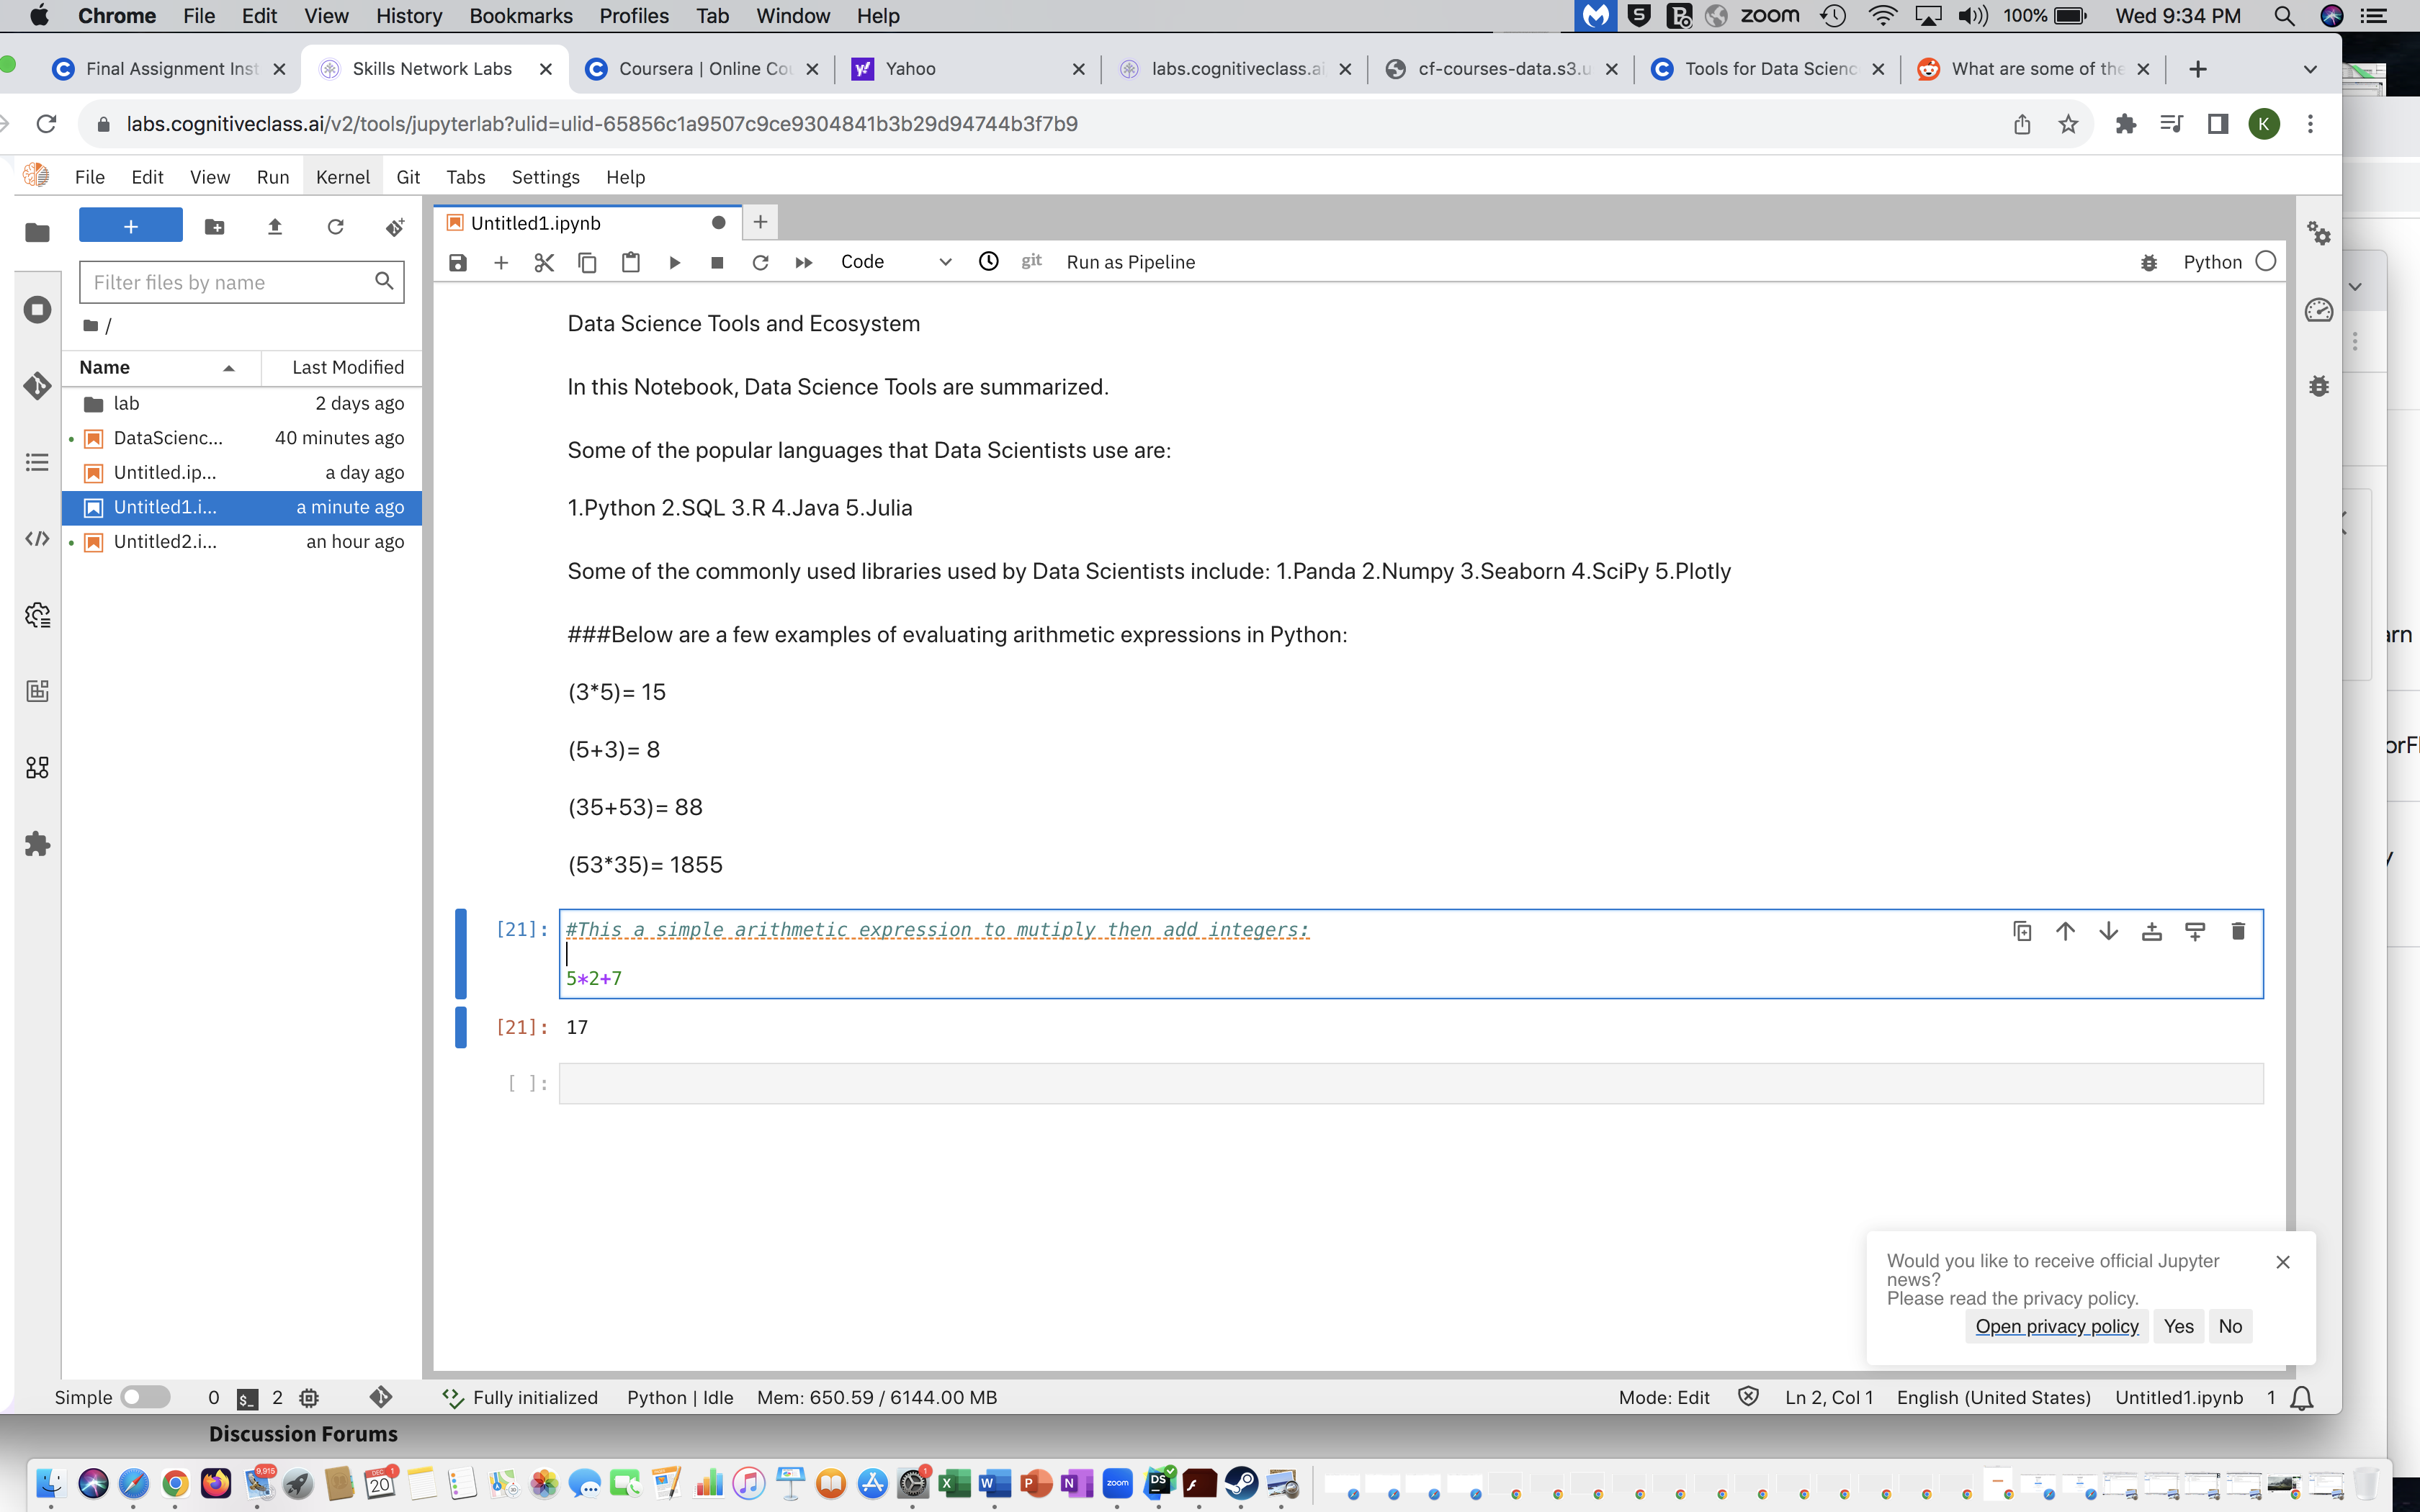 Chrome File Edit View History Bookmarks Profiles Tab Window Help zoom 100% Wed 9:34 PM
Final Assignment Inst Skills Network Labs Coursera | Online Cou Yahoo labs.cognitiveclass.ai cf-courses-data.s3.u Tools for Data Scienc What are some of the
labs.cognitiveclass.ai/v2/tools/jupyterlab?ulid=ulid-65856c1a9507c9ce9304841b3b29d94744b3f7b9 K
File Edit View Run Kernel Git Tabs Settings Help
Untitled1.ipynb
Code git Run as Pipeline Python
Filter files by name
/
Name Last Modified
lab 2 days ago
DataScienc... 40 minutes ago
Untitled.ip... a day ago
Untitled1.i... a minute ago
Untitled2.i... an hour ago
Data Science Tools and Ecosystem
In this Notebook, Data Science Tools are summarized.
Some of the popular languages that Data Scientists use are:
1.Python 2.SQL 3.R 4.Java 5.Julia
Some of the commonly used libraries used by Data Scientists include: 1.Panda 2.Numpy 3.Seaborn 4.SciPy 5.Plotly
###Below are a few examples of evaluating arithmetic expressions in Python:
(3*5)= 15
(5+3)= 8
(35+53)= 88
(53*35)= 1855
[21]: #This a simple arithmetic expression to mutiply then add integers:
5*2+7
[21]: 17
[ ]:
Would you like to receive official Jupyter
news?
Please read the privacy policy.
Open privacy policy Yes No
Simple 0 2 Fully initialized Python | Idle Mem: 650.59 / 6144.00 MB Mode: Edit Ln 2, Col 1 English (United States) Untitled1.ipynb 1
Discussion Forums
9,915 DEC 20 1 1 X W P N zoom DS